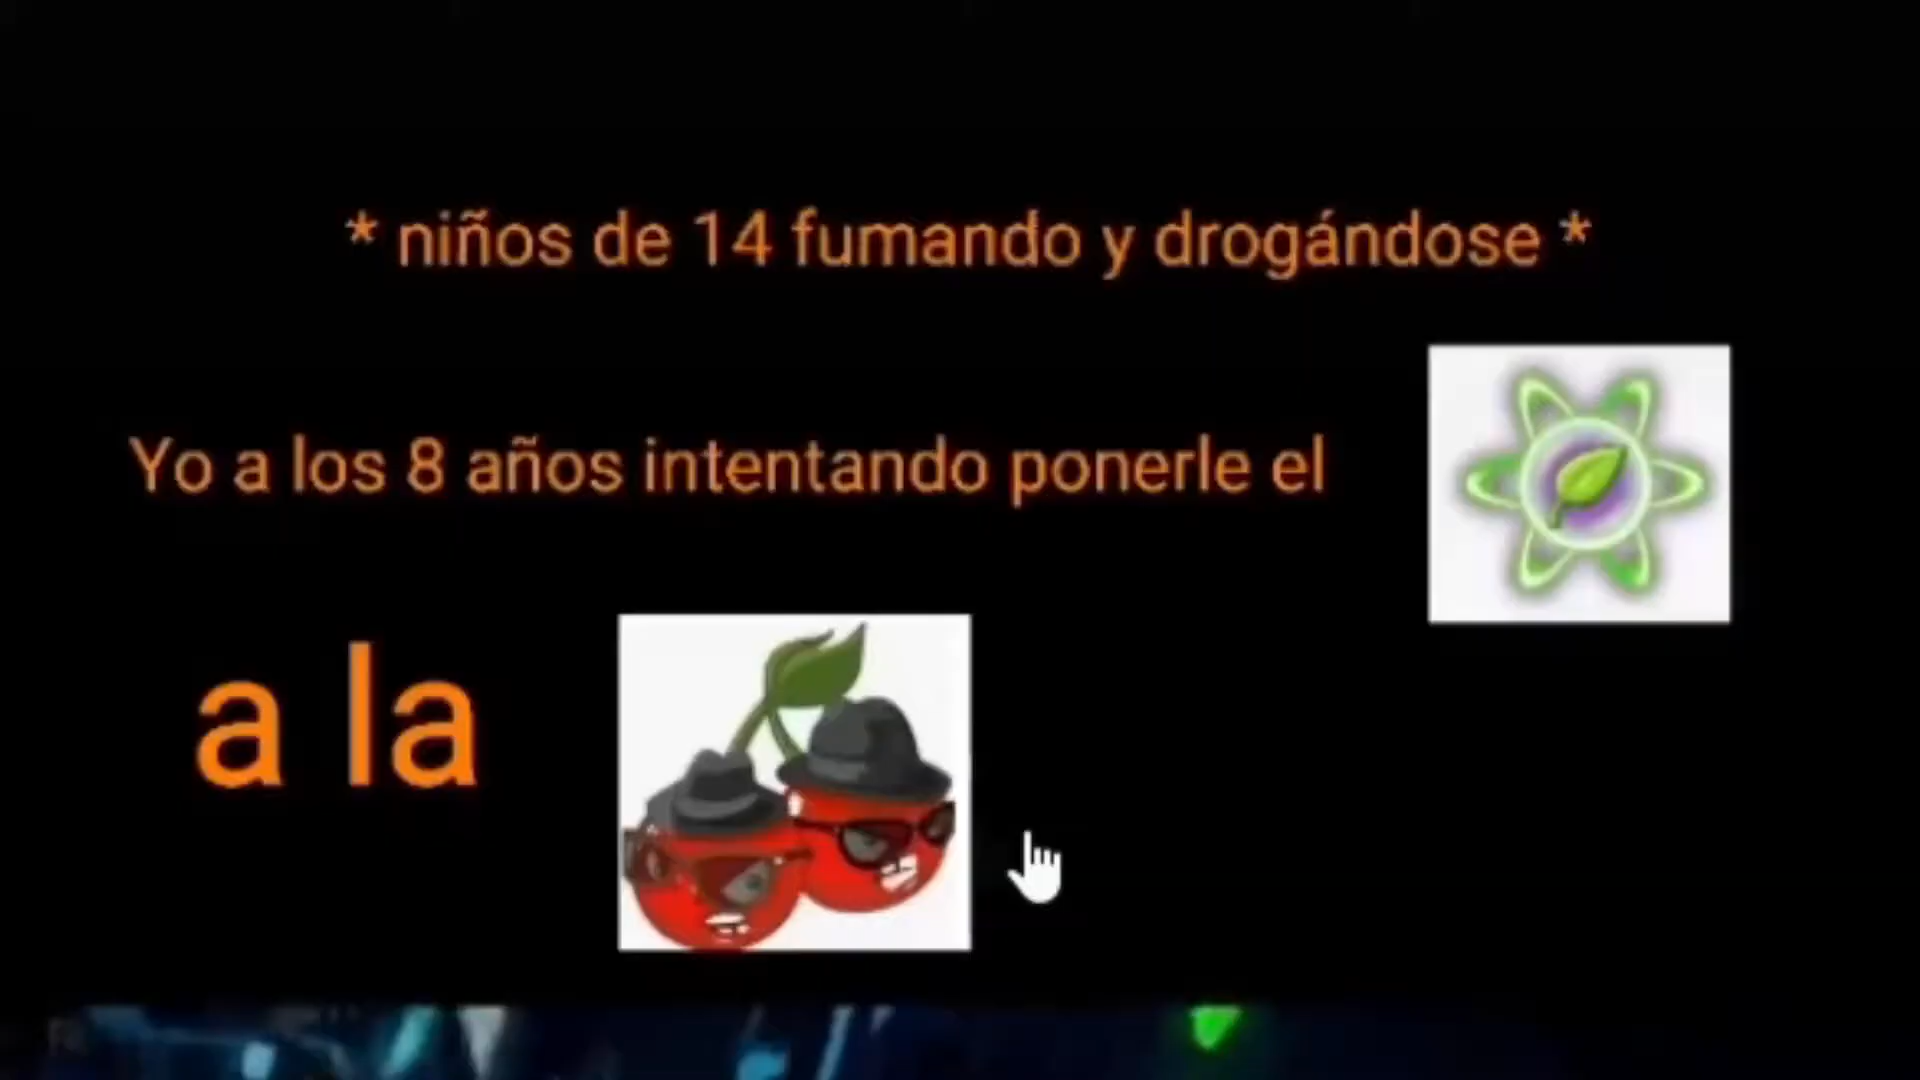 * niños de 14 fumando y drogándose *
Yo a los 8 años intentando ponerle el
a la